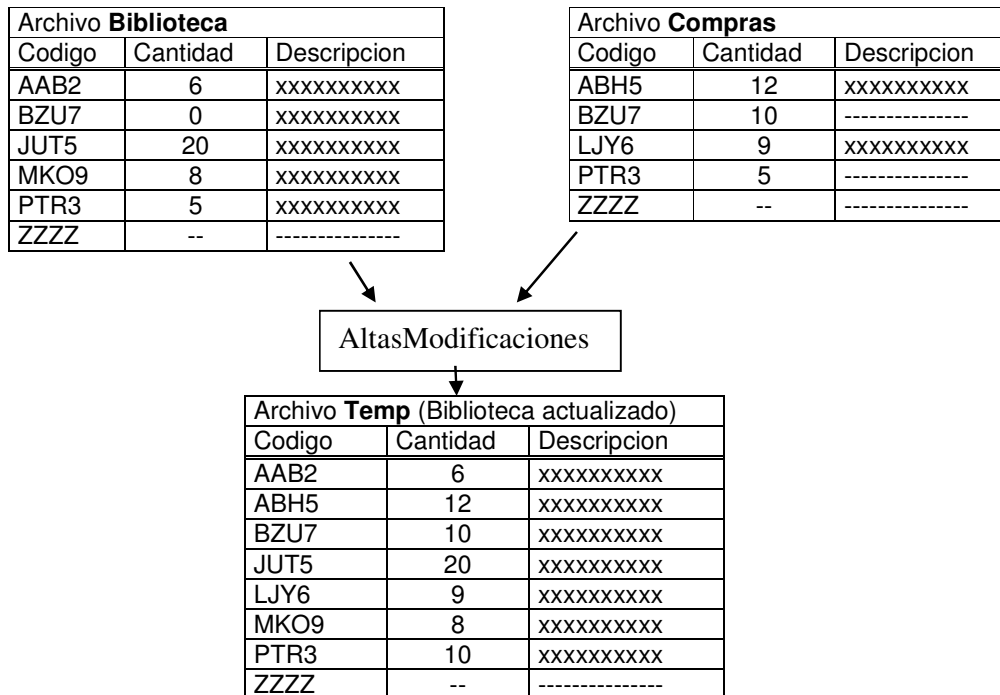 Archivo Biblioteca
Codigo Cantidad Descripcion
AAB2 6 xxxxxxxxxx
BZU7 0 xxxxxxxxxx
JUT5 20 xxxxxxxxxx
MKO9 8 xxxxxxxxxx
PTR3 5 xxxxxxxxxx
ZZZZ -- ---------------
Archivo Compras
Codigo Cantidad Descripcion
ABH5 12 xxxxxxxxxx
BZU7 10 ---------------
LJY6 9 xxxxxxxxxx
PTR3 5 ---------------
ZZZZ -- ---------------
AltasModificaciones
Archivo Temp (Biblioteca actualizado)
Codigo Cantidad Descripcion
AAB2 6 xxxxxxxxxx
ABH5 12 xxxxxxxxxx
BZU7 10 xxxxxxxxxx
JUT5 20 xxxxxxxxxx
LJY6 9 xxxxxxxxxx
MKO9 8 xxxxxxxxxx
PTR3 10 xxxxxxxxxx
ZZZZ -- ---------------